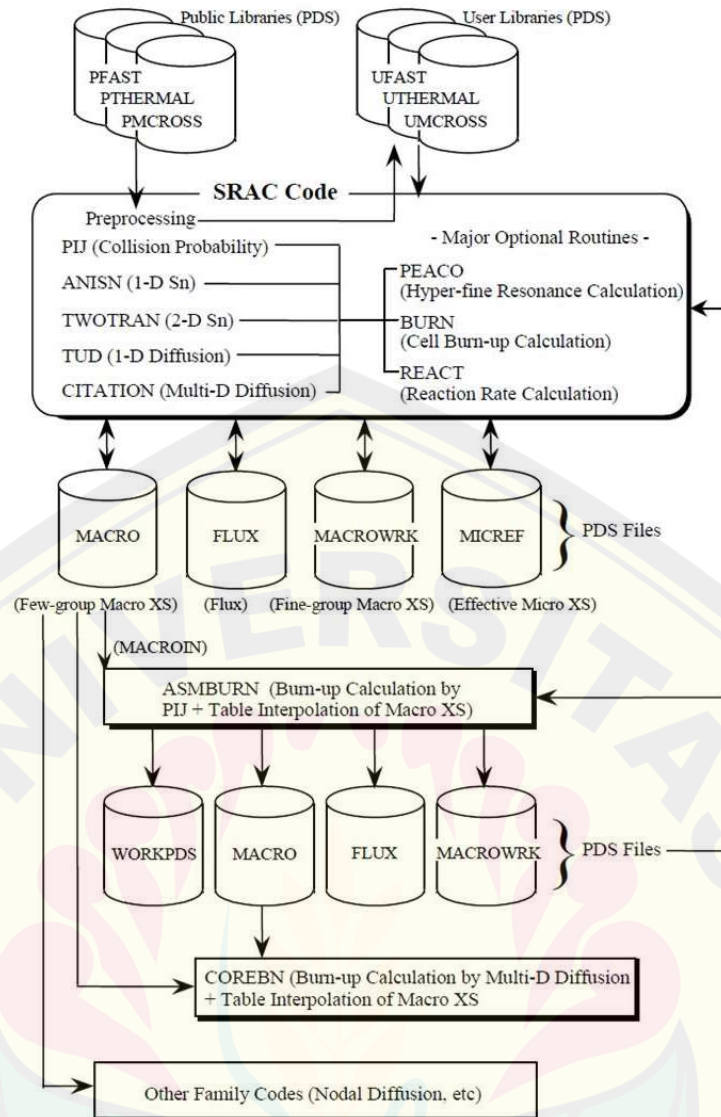 Public Libraries (PDS)
User Libraries (PDS)
PFAST
PTHERMAL
PMCROSS
UFAST
UTHERMAL
UMCROSS
SRAC Code
Preprocessing
PIJ (Collision Probability)
ANISN (1-D Sn)
TWOTRAN (2-D Sn)
TUD (1-D Diffusion)
CITATION (Multi-D Diffusion)
- Major Optional Routines -
PEACO
(Hyper-fine Resonance Calculation)
BURN
(Cell Burn-up Calculation)
REACT
(Reaction Rate Calculation)
MACRO
FLUX
MACROWRK
MICREF
PDS Files
(Few-group Macro XS)
(Flux)
(Fine-group Macro XS)
(Effective Micro XS)
(MACROIN)
ASMBURN (Burn-up Calculation by
PIJ + Table Interpolation of Macro XS)
WORKPDS
MACRO
FLUX
MACROWRK
PDS Files
COREBN (Burn-up Calculation by Multi-D Diffusion
+ Table Interpolation of Macro XS
Other Family Codes (Nodal Diffusion, etc)
UNIVERSITAS